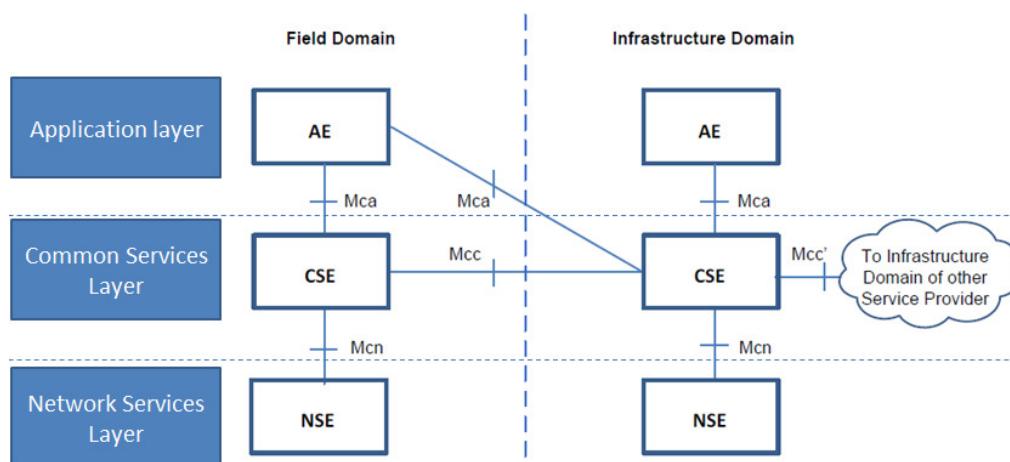 Field Domain
Infrastructure Domain
Application layer
AE
AE
Mca
Mca
Mca
Common Services
Layer
CSE
Mcc
CSE
Mcc’
To Infrastructure
Domain of other
Service Provider
Mcn
Mcn
Network Services
Layer
NSE
NSE